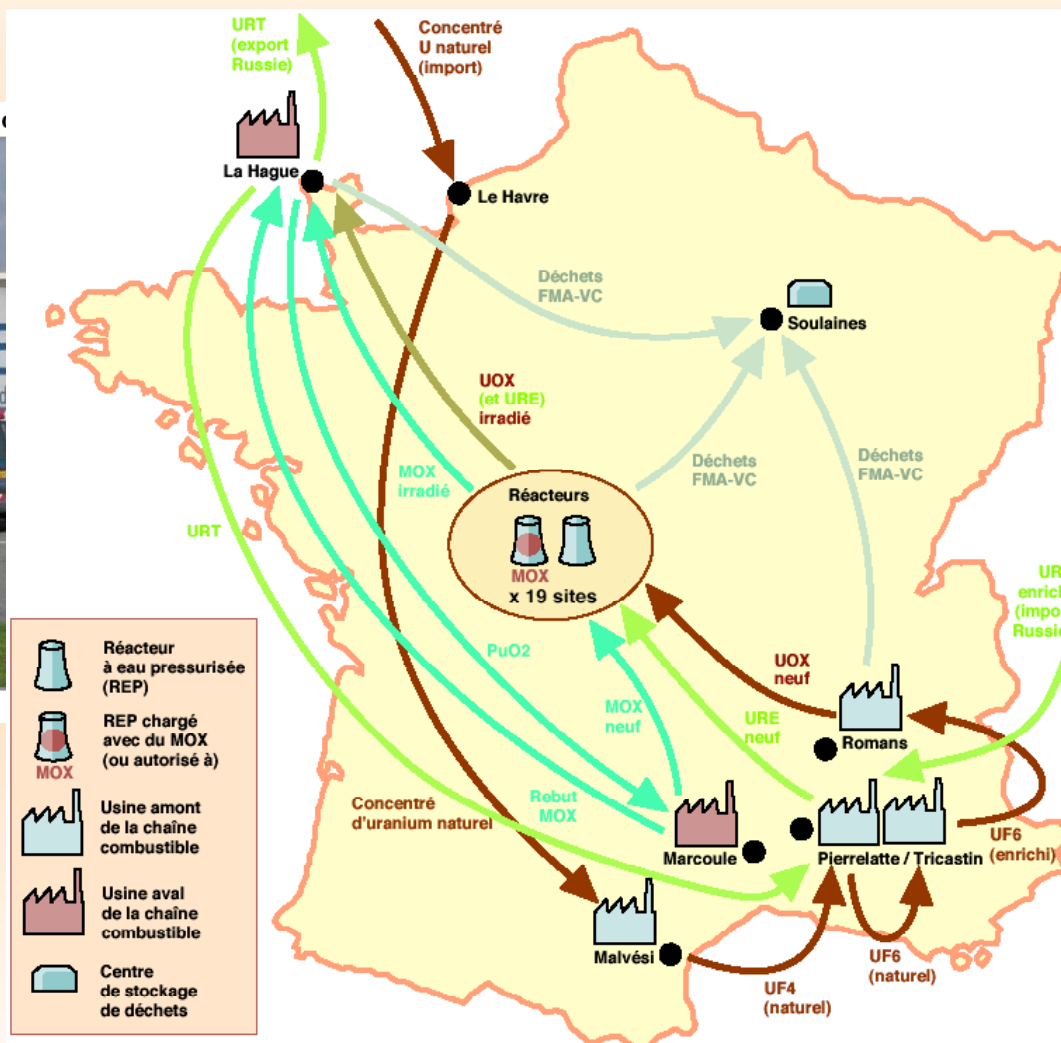 URT
(export
Russie)
Concentré
U naturel
(import)
La Hague
Le Havre
Déchets
FMA-VC
Soulaines
UOX
(et URE)
irradié
MOX
irradié
Déchets
FMA-VC
Déchets
FMA-VC
Réacteurs
MOX
x 19 sites
URT
(impo
Russie
PuO2
UOX
neuf
MOX
neuf
URE
neuf
Romans
Concentré
d'uranium naturel
Rebut
MOX
Marcoule
Pierrelatte / Tricastin
UF6
(enrichi)
Malvési
UF6
(naturel)
UF4
(naturel)
Réacteur
à eau pressurisée
(REP)
REP chargé
avec du MOX
(ou autorisé à)
MOX
Usine amont
de la chaîne
combustible
Usine aval
de la chaîne
combustible
Centre
de stockage
de déchets